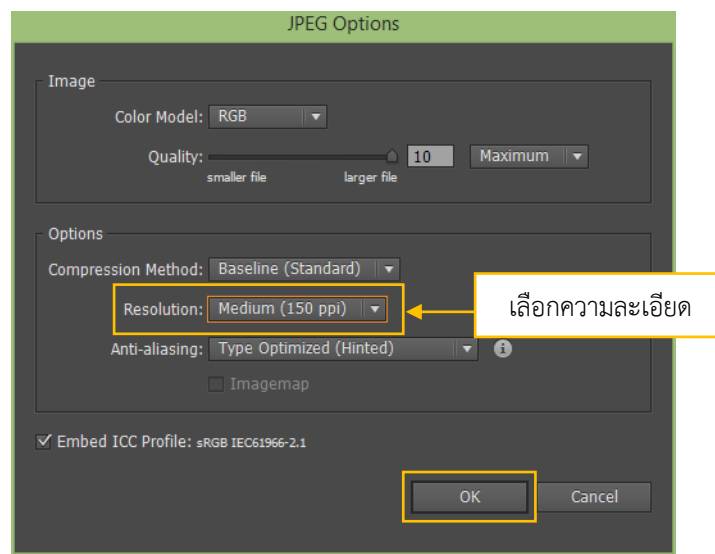 JPEG Options
Image
Color Model: RGB
Quality: 10 Maximum
smaller file larger file
Options
Compression Method: Baseline (Standard)
Resolution: Medium (150 ppi)
เลือกความละเอียด
Anti-aliasing: Type Optimized (Hinted)
Imagemap
Embed ICC Profile: sRGB IEC61966-2.1
OK Cancel